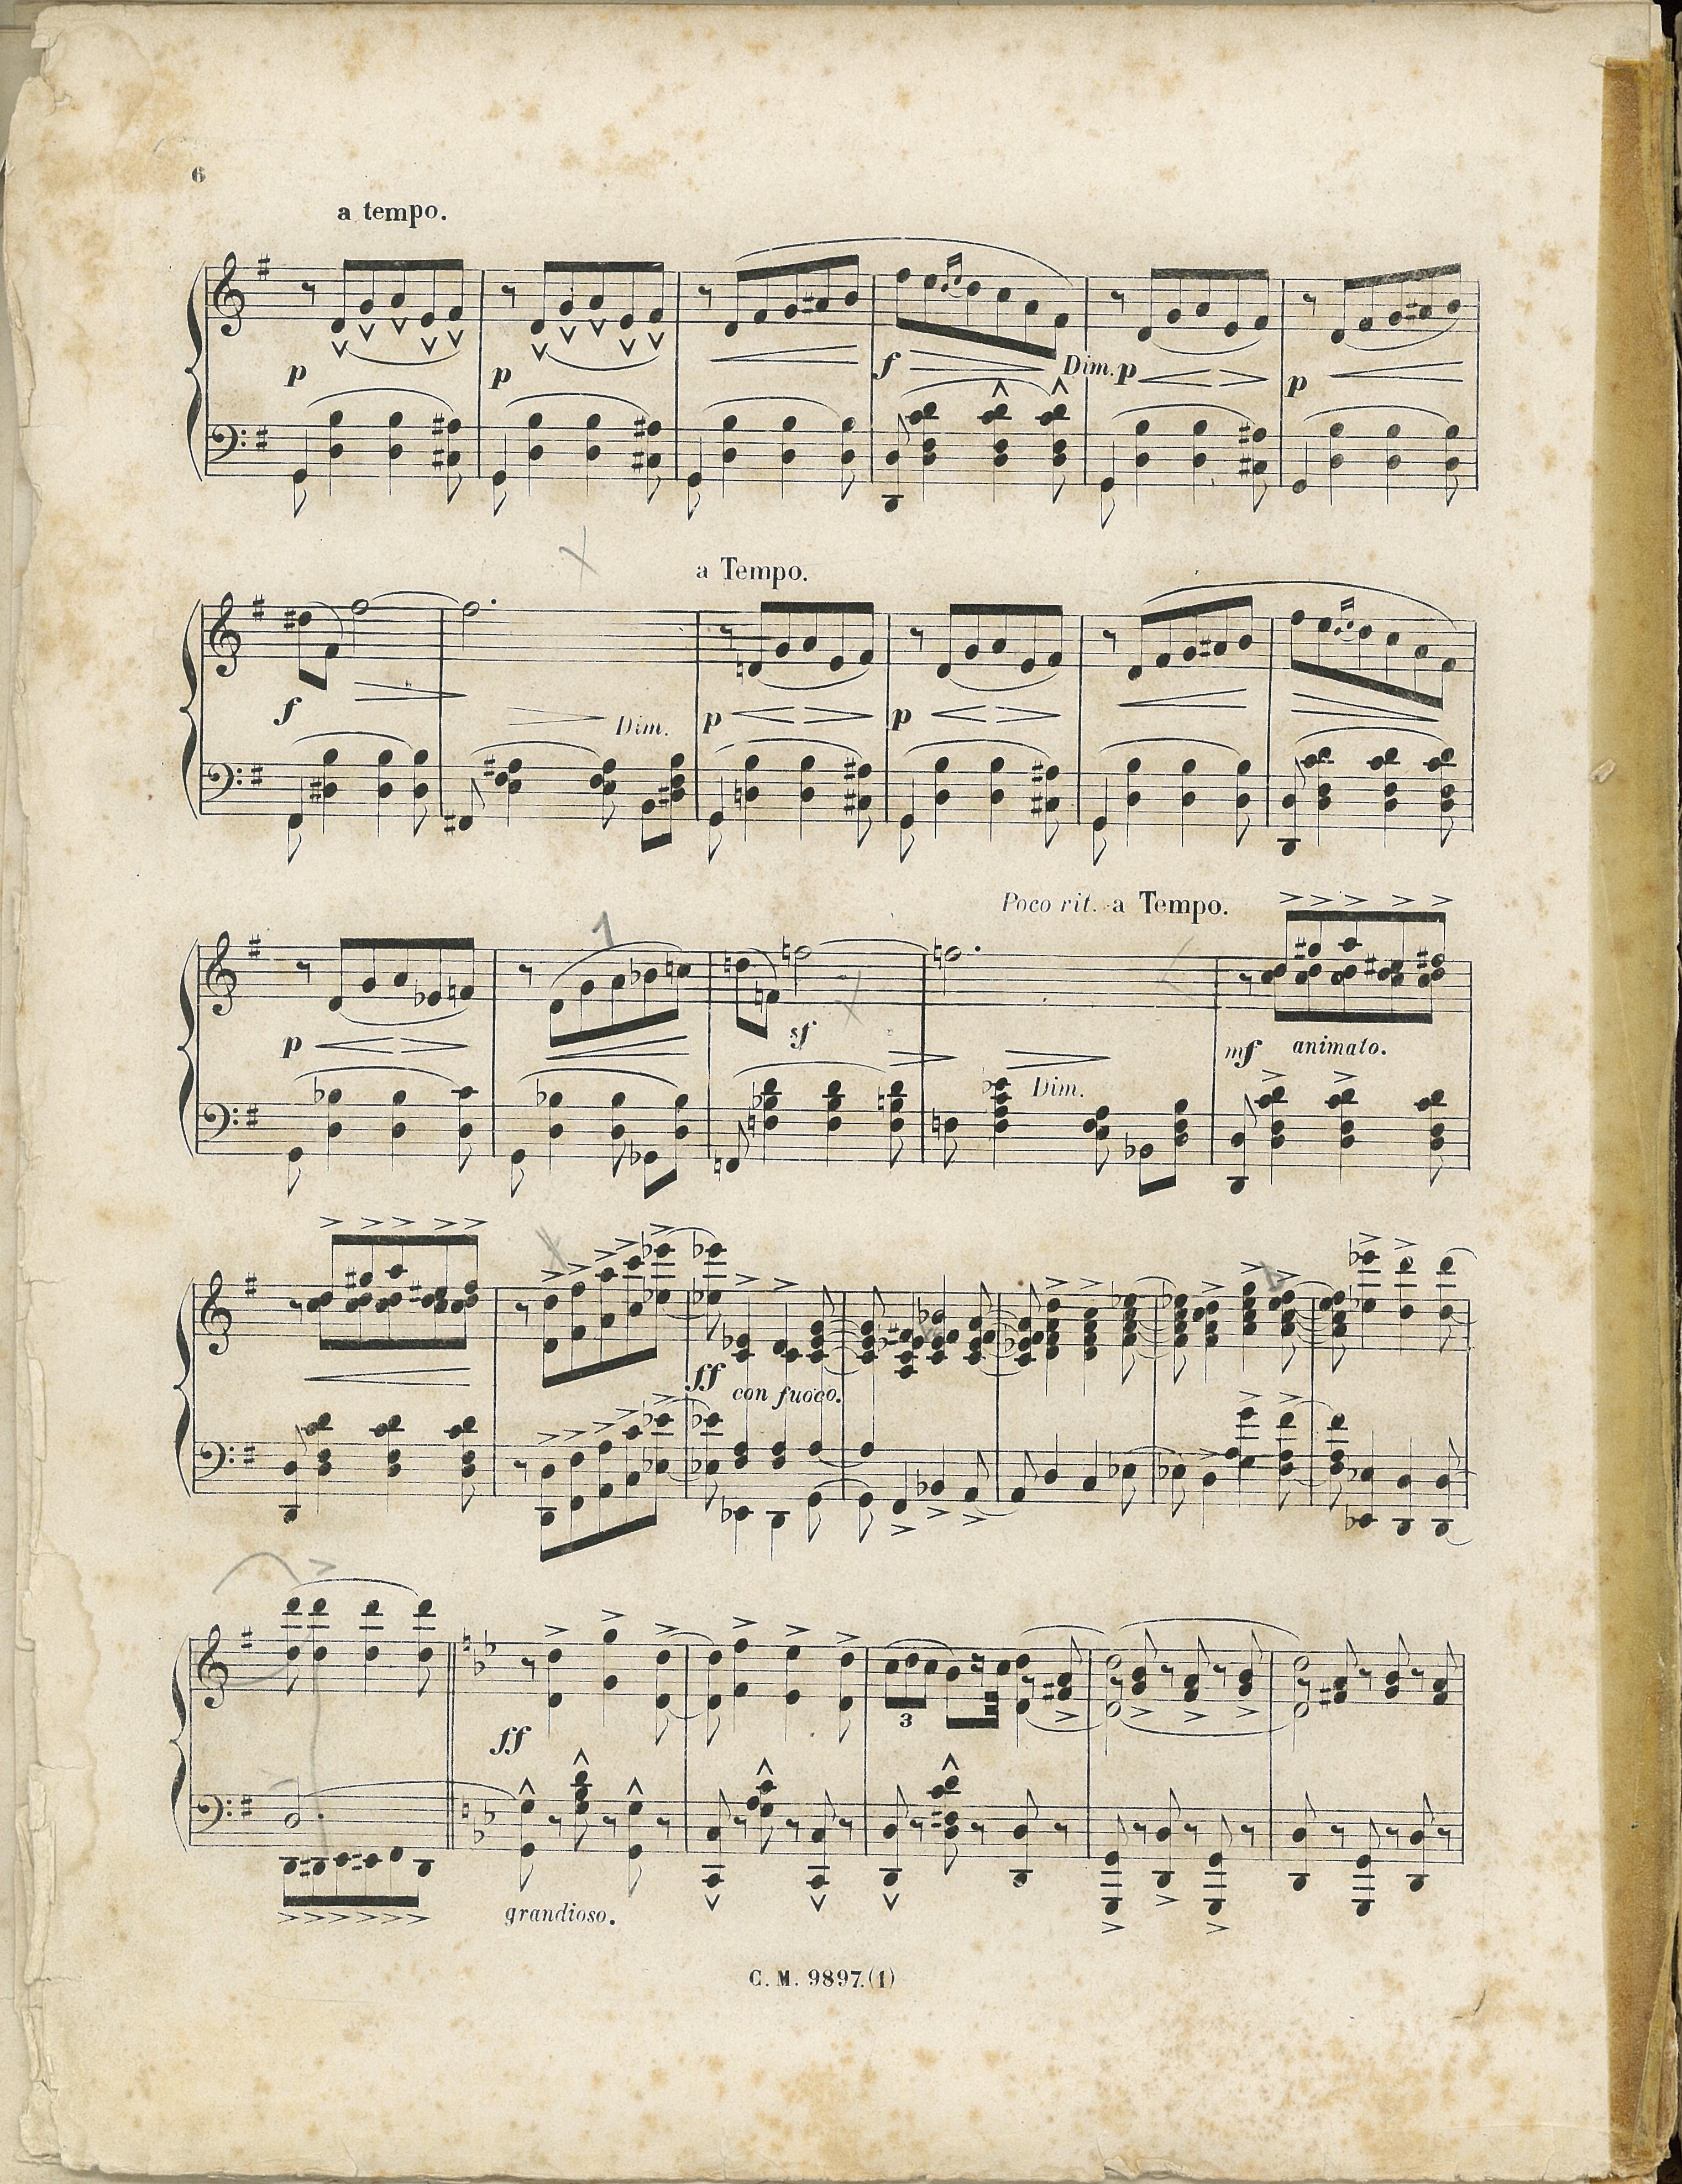 6
a tempo.
p p f Dim. p p
a Tempo.
f Dim. p p
Poco rit. a Tempo.
1
p sf Dim. mf animato.
ff con fuoco.
ff
3
grandioso.
C. M. 9897.(1)